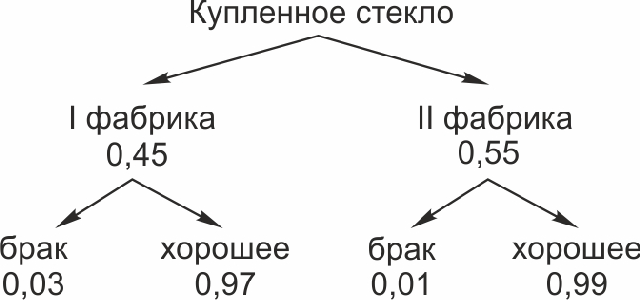 Купленное стекло
I фабрика II фабрика
0,45 0,55
брак хорошее брак хорошее
0,03 0,97 0,01 0,99